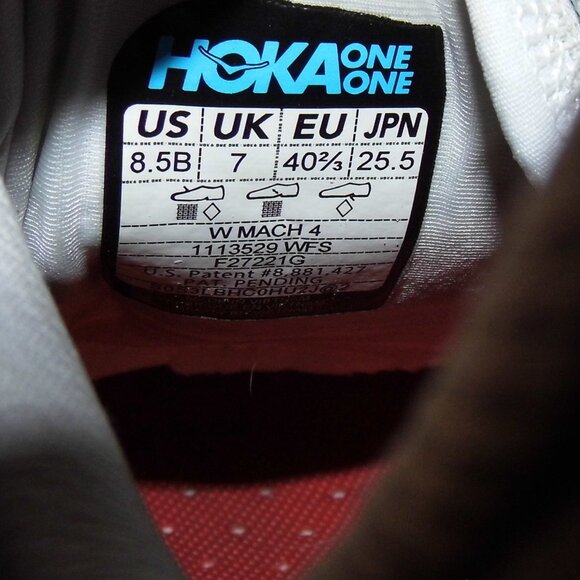 HOKA ONE ONE
US UK EU JPN
8.5B 7 40⅔ 25.5
W MACH 4
1113529 WFS
F27221G
U.S. Patent #8,881,427
PAT. PENDING